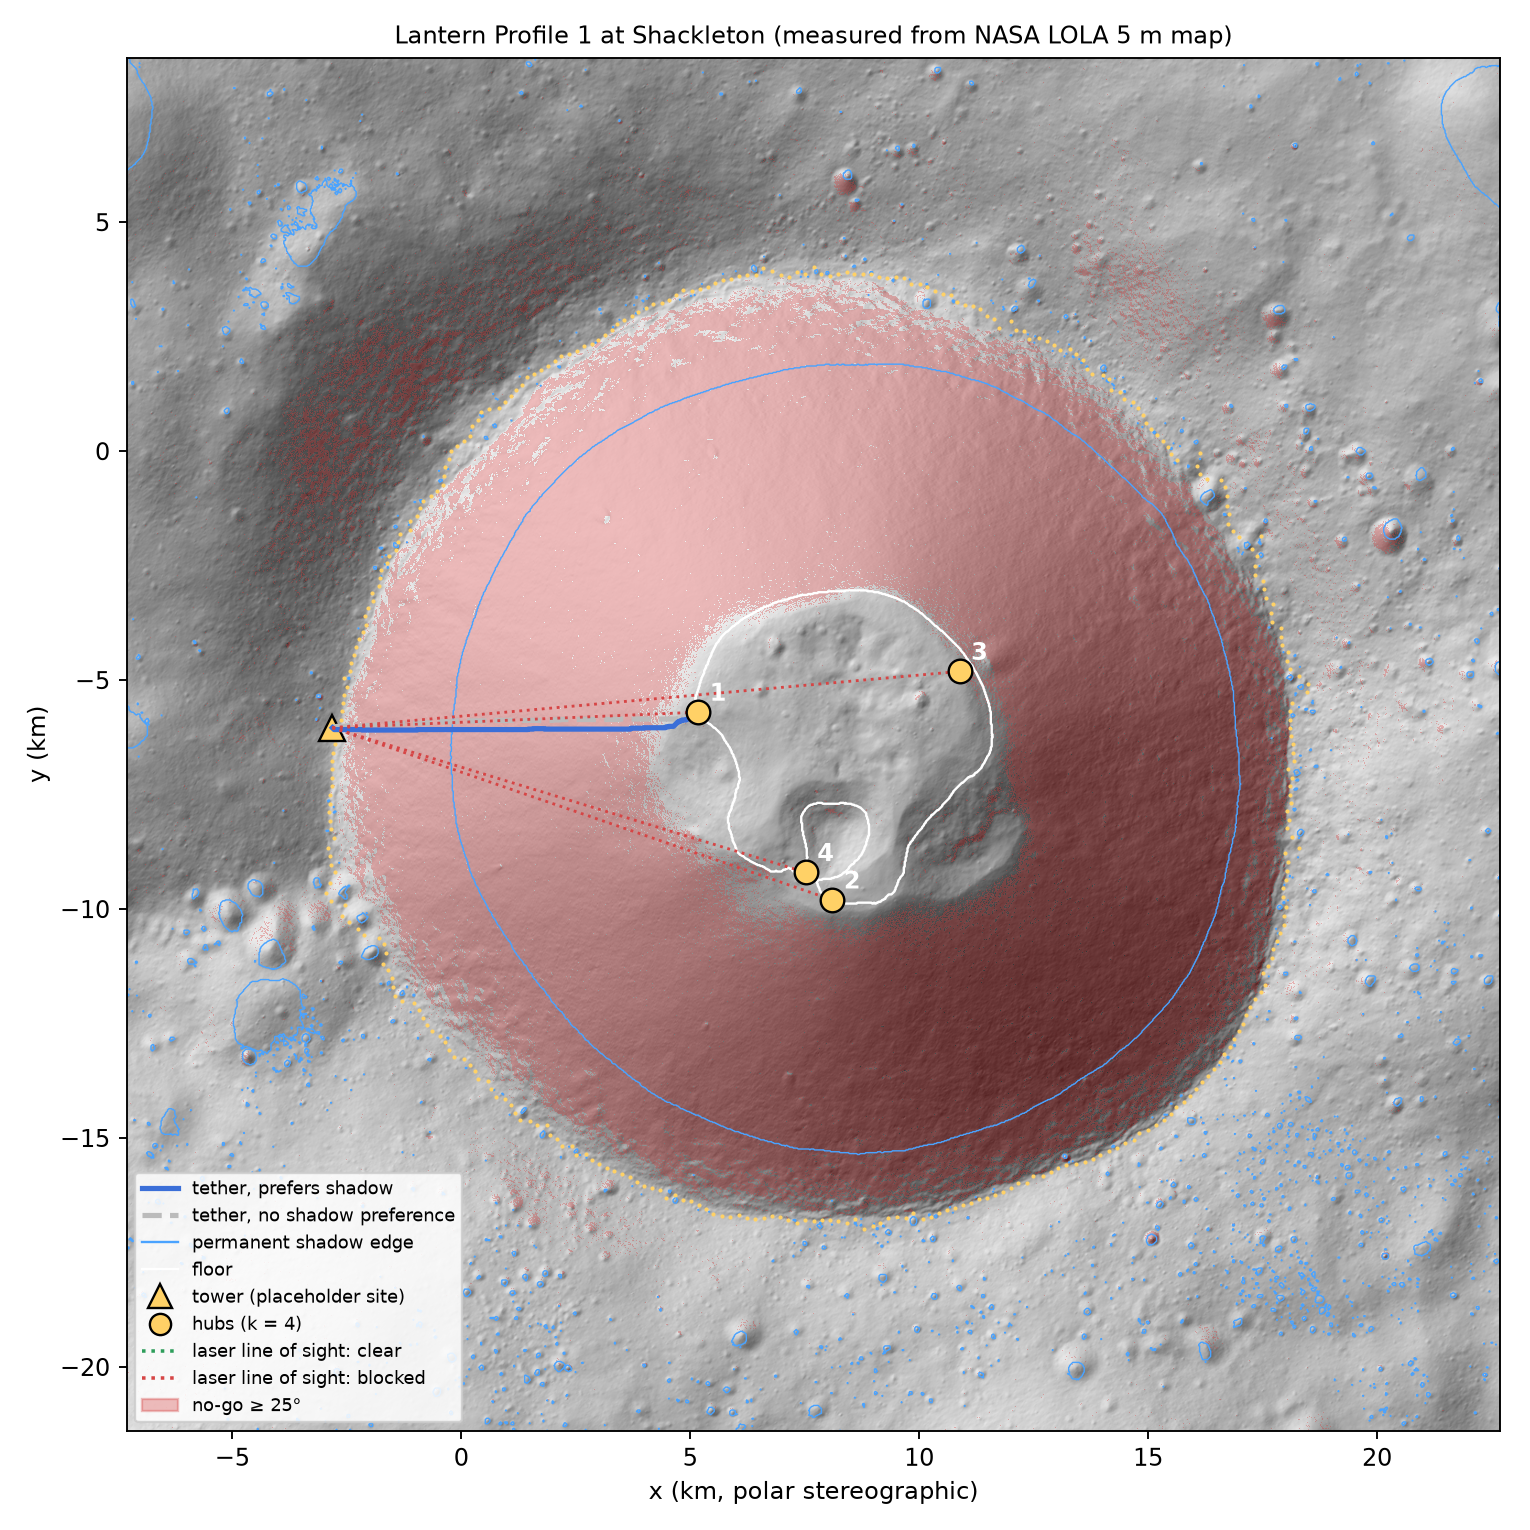 Lantern Profile 1 at Shackleton (measured from NASA LOLA 5 m map)
y (km)
5
0
−5
−10
−15
−20
1
3
4
2
tether, prefers shadow
tether, no shadow preference
permanent shadow edge
floor
tower (placeholder site)
hubs (k = 4)
laser line of sight: clear
laser line of sight: blocked
no-go ≥ 25°
−5 0 5 10 15 20
x (km, polar stereographic)